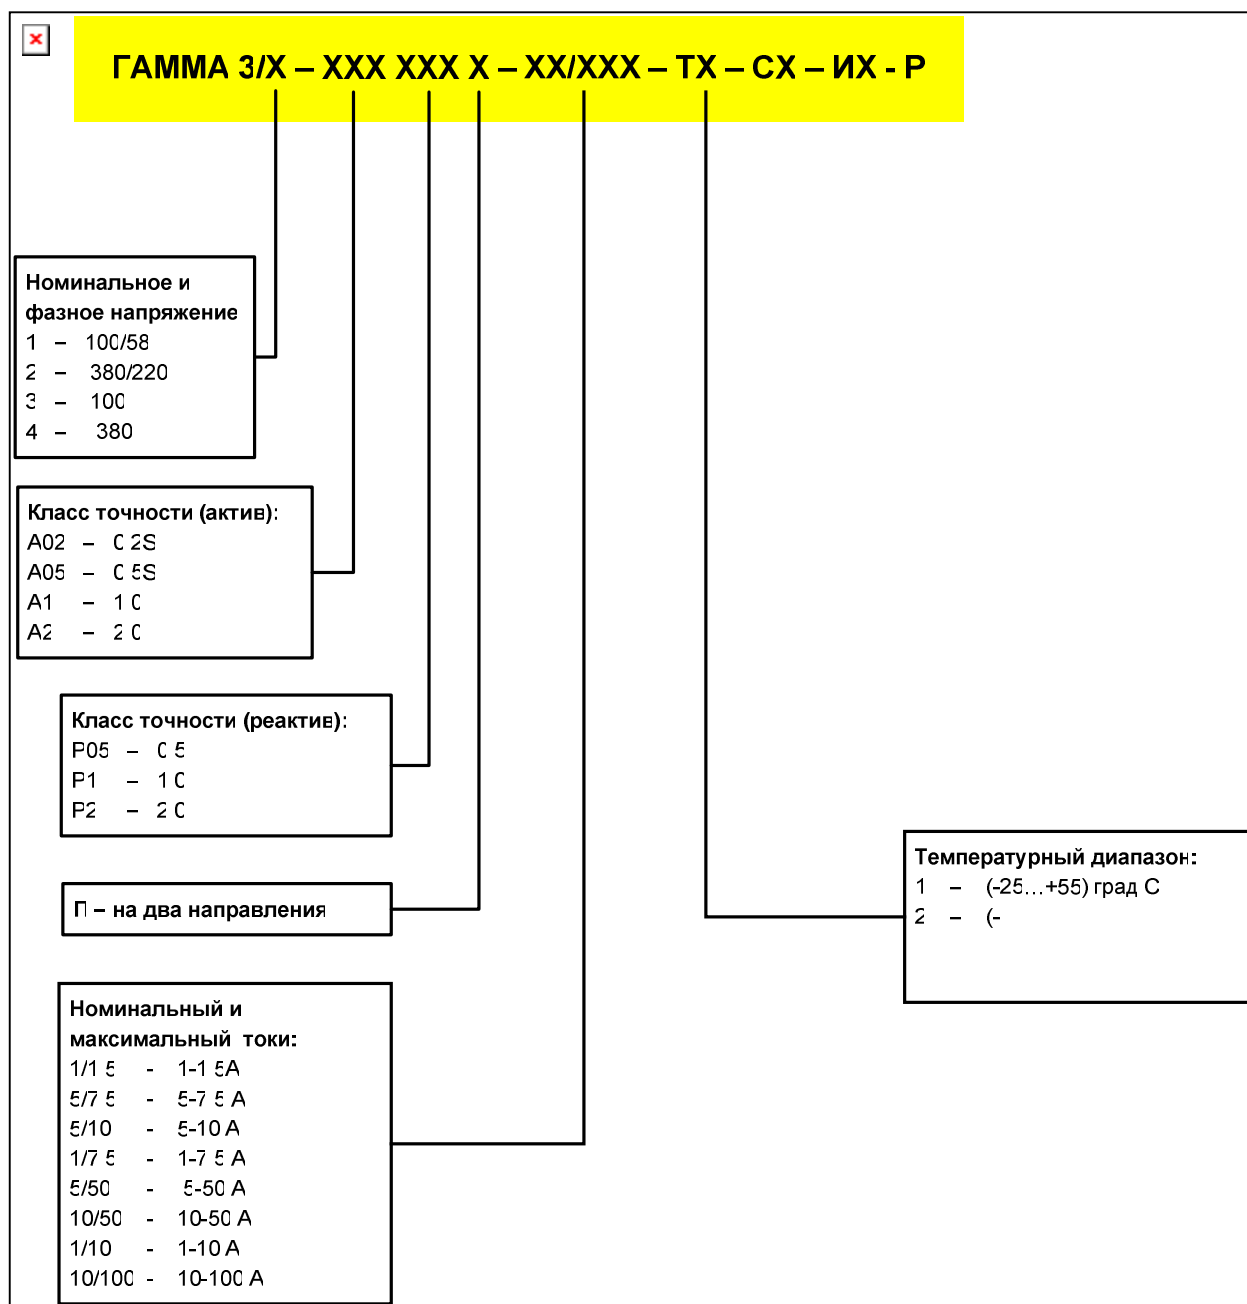 ГАММА 3/Х – ХХХ ХХХ Х – ХХ/ХХХ – ТХ – СХ – ИХ - Р
Номинальное и
фазное напряжение
1 – 100/58
2 – 380/220
3 – 100
4 – 380
Класс точности (актив):
А02 – 0 2S
А05 – 0 5S
А1 – 1 0
А2 – 2 0
Класс точности (реактив):
Р05 – 0 5
Р1 – 1 0
Р2 – 2 0
П – на два направления
Номинальный и
максимальный токи:
1/1 5 - 1-1 5А
5/7 5 - 5-7 5 А
5/10 - 5-10 А
1/7 5 - 1-7 5 А
5/50 - 5-50 А
10/50 - 10-50 А
1/10 - 1-10 А
10/100 - 10-100 А
Температурный диапазон:
1 – (-25…+55) град С
2 – (-